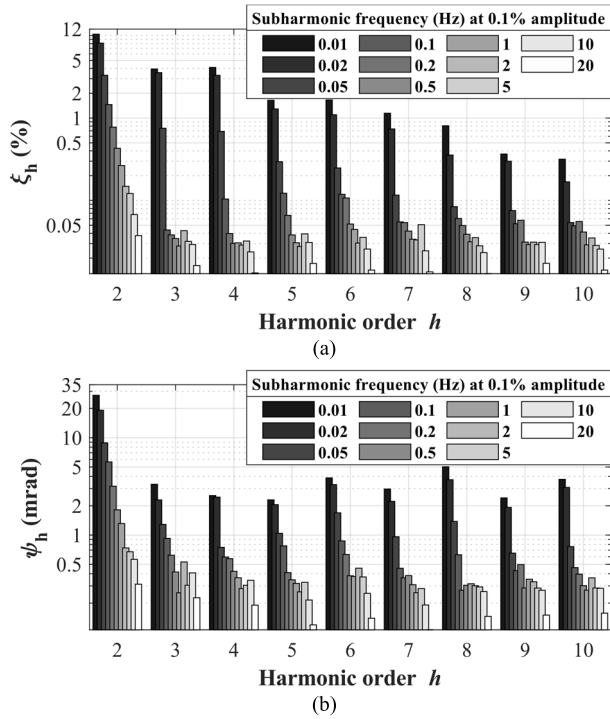 Subharmonic frequency (Hz) at 0.1% amplitude
0.01 0.1 1 10
0.02 0.2 2 20
0.05 0.5 5
12
5
2
1
0.5
0.05
ξh (%)
2 3 4 5 6 7 8 9 10
Harmonic order h
(a)
Subharmonic frequency (Hz) at 0.1% amplitude
0.01 0.1 1 10
0.02 0.2 2 20
0.05 0.5 5
35
20
10
5
2
1
0.5
ψh (mrad)
2 3 4 5 6 7 8 9 10
Harmonic order h
(b)